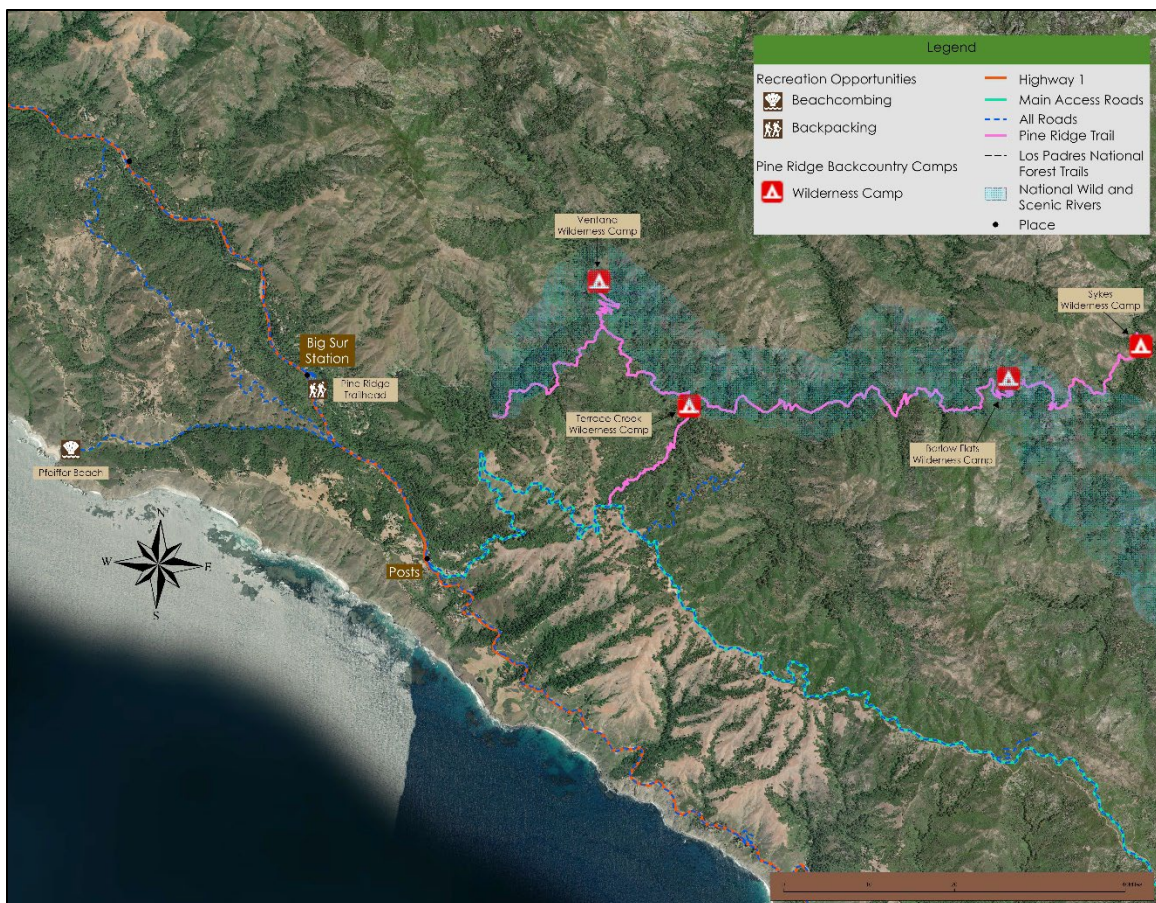 Legend
Recreation Opportunities
Beachcombing
Backpacking
Pine Ridge Backcountry Camps
Wilderness Camp
Highway 1
Main Access Roads
All Roads
Pine Ridge Trail
Los Padres National
Forest Trails
National Wild and
Scenic Rivers
Place
Ventana
Wilderness Camp
Sykes
Wilderness Camp
Big Sur
Station
Pine Ridge
Trailhead
Terrace Creek
Wilderness Camp
Barlow Flats
Wilderness Camp
Pfeiffer Beach
N
W
E
S
Posts